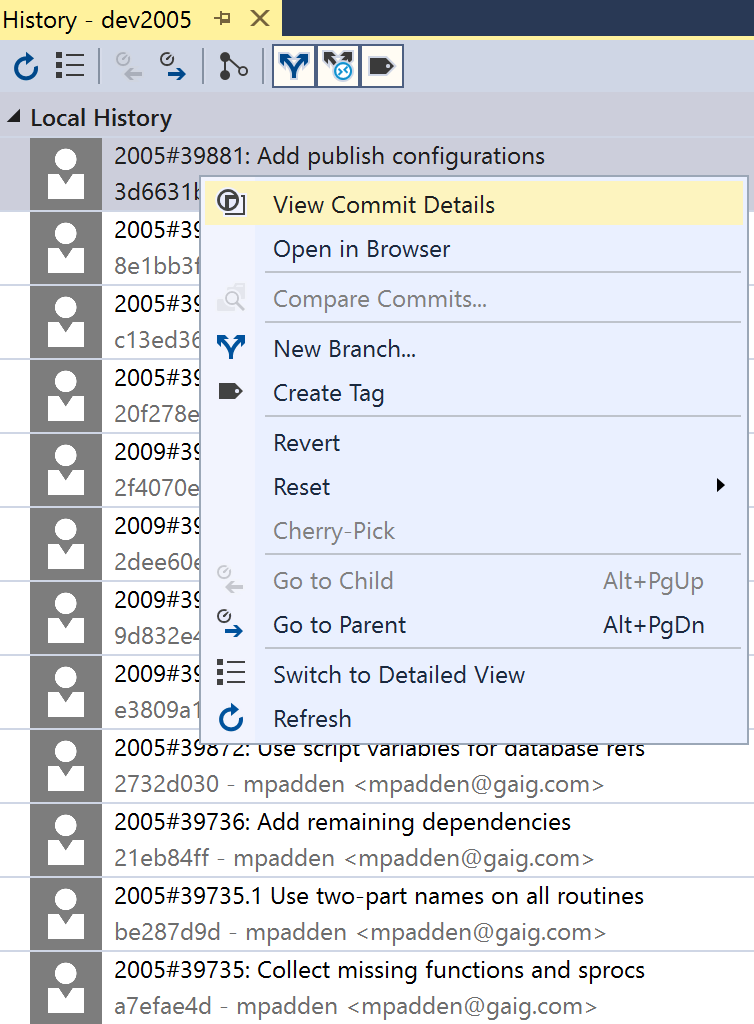 History - dev2005
Local History
2005#39881: Add publish configurations
3d6631b
View Commit Details
2005#39
Open in Browser
8e1bb3f
Compare Commits...
2005#39
c13ed36
New Branch...
2005#39
Create Tag
20f278e
2009#39
Revert
2f4070e
Reset
2009#39
Cherry-Pick
2dee60e
Go to Child Alt+PgUp
2009#39
Go to Parent Alt+PgDn
9d832e4
2009#39
Switch to Detailed View
e3809a1
Refresh
2005#39872: Use script variables for database refs
2732d030 - mpadden <mpadden@gaig.com>
2005#39736: Add remaining dependencies
21eb84ff - mpadden <mpadden@gaig.com>
2005#39735.1 Use two-part names on all routines
be287d9d - mpadden <mpadden@gaig.com>
2005#39735: Collect missing functions and sprocs
a7efae4d - mpadden <mpadden@gaig.com>